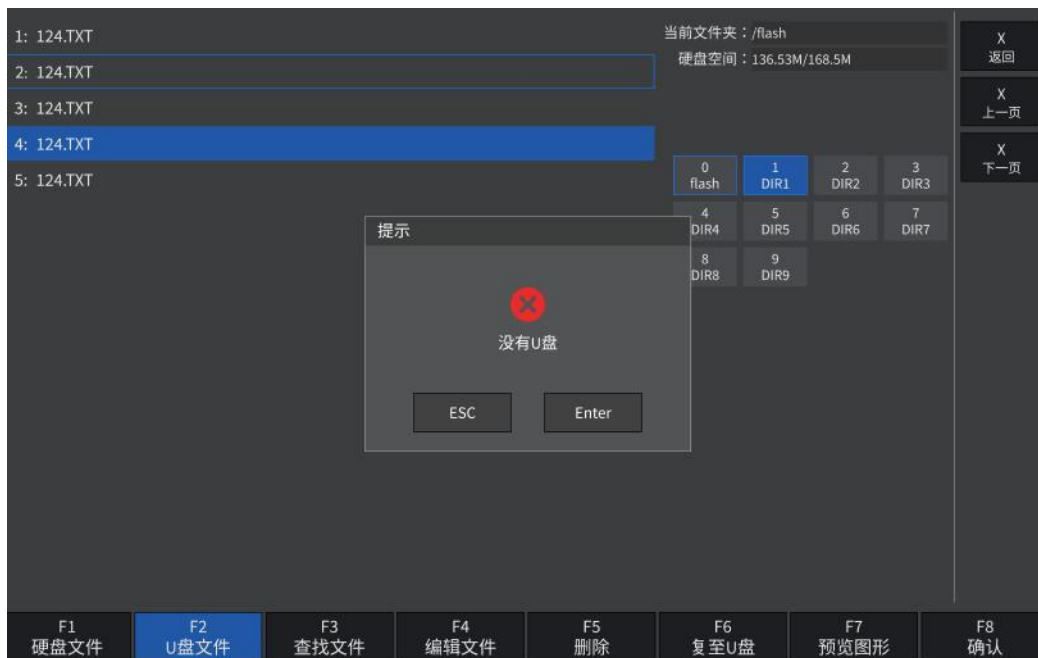 1: 124.TXT
2: 124.TXT
3: 124.TXT
4: 124.TXT
5: 124.TXT
当前文件夹：/flash
硬盘空间：136.53M/168.5M
0
flash
1
DIR1
2
DIR2
3
DIR3
4
DIR4
5
DIR5
6
DIR6
7
DIR7
8
DIR8
9
DIR9
X
返回
X
上一页
X
下一页
提示
没有U盘
ESC
Enter
F1
硬盘文件
F2
U盘文件
F3
查找文件
F4
编辑文件
F5
删除
F6
复至U盘
F7
预览图形
F8
确认